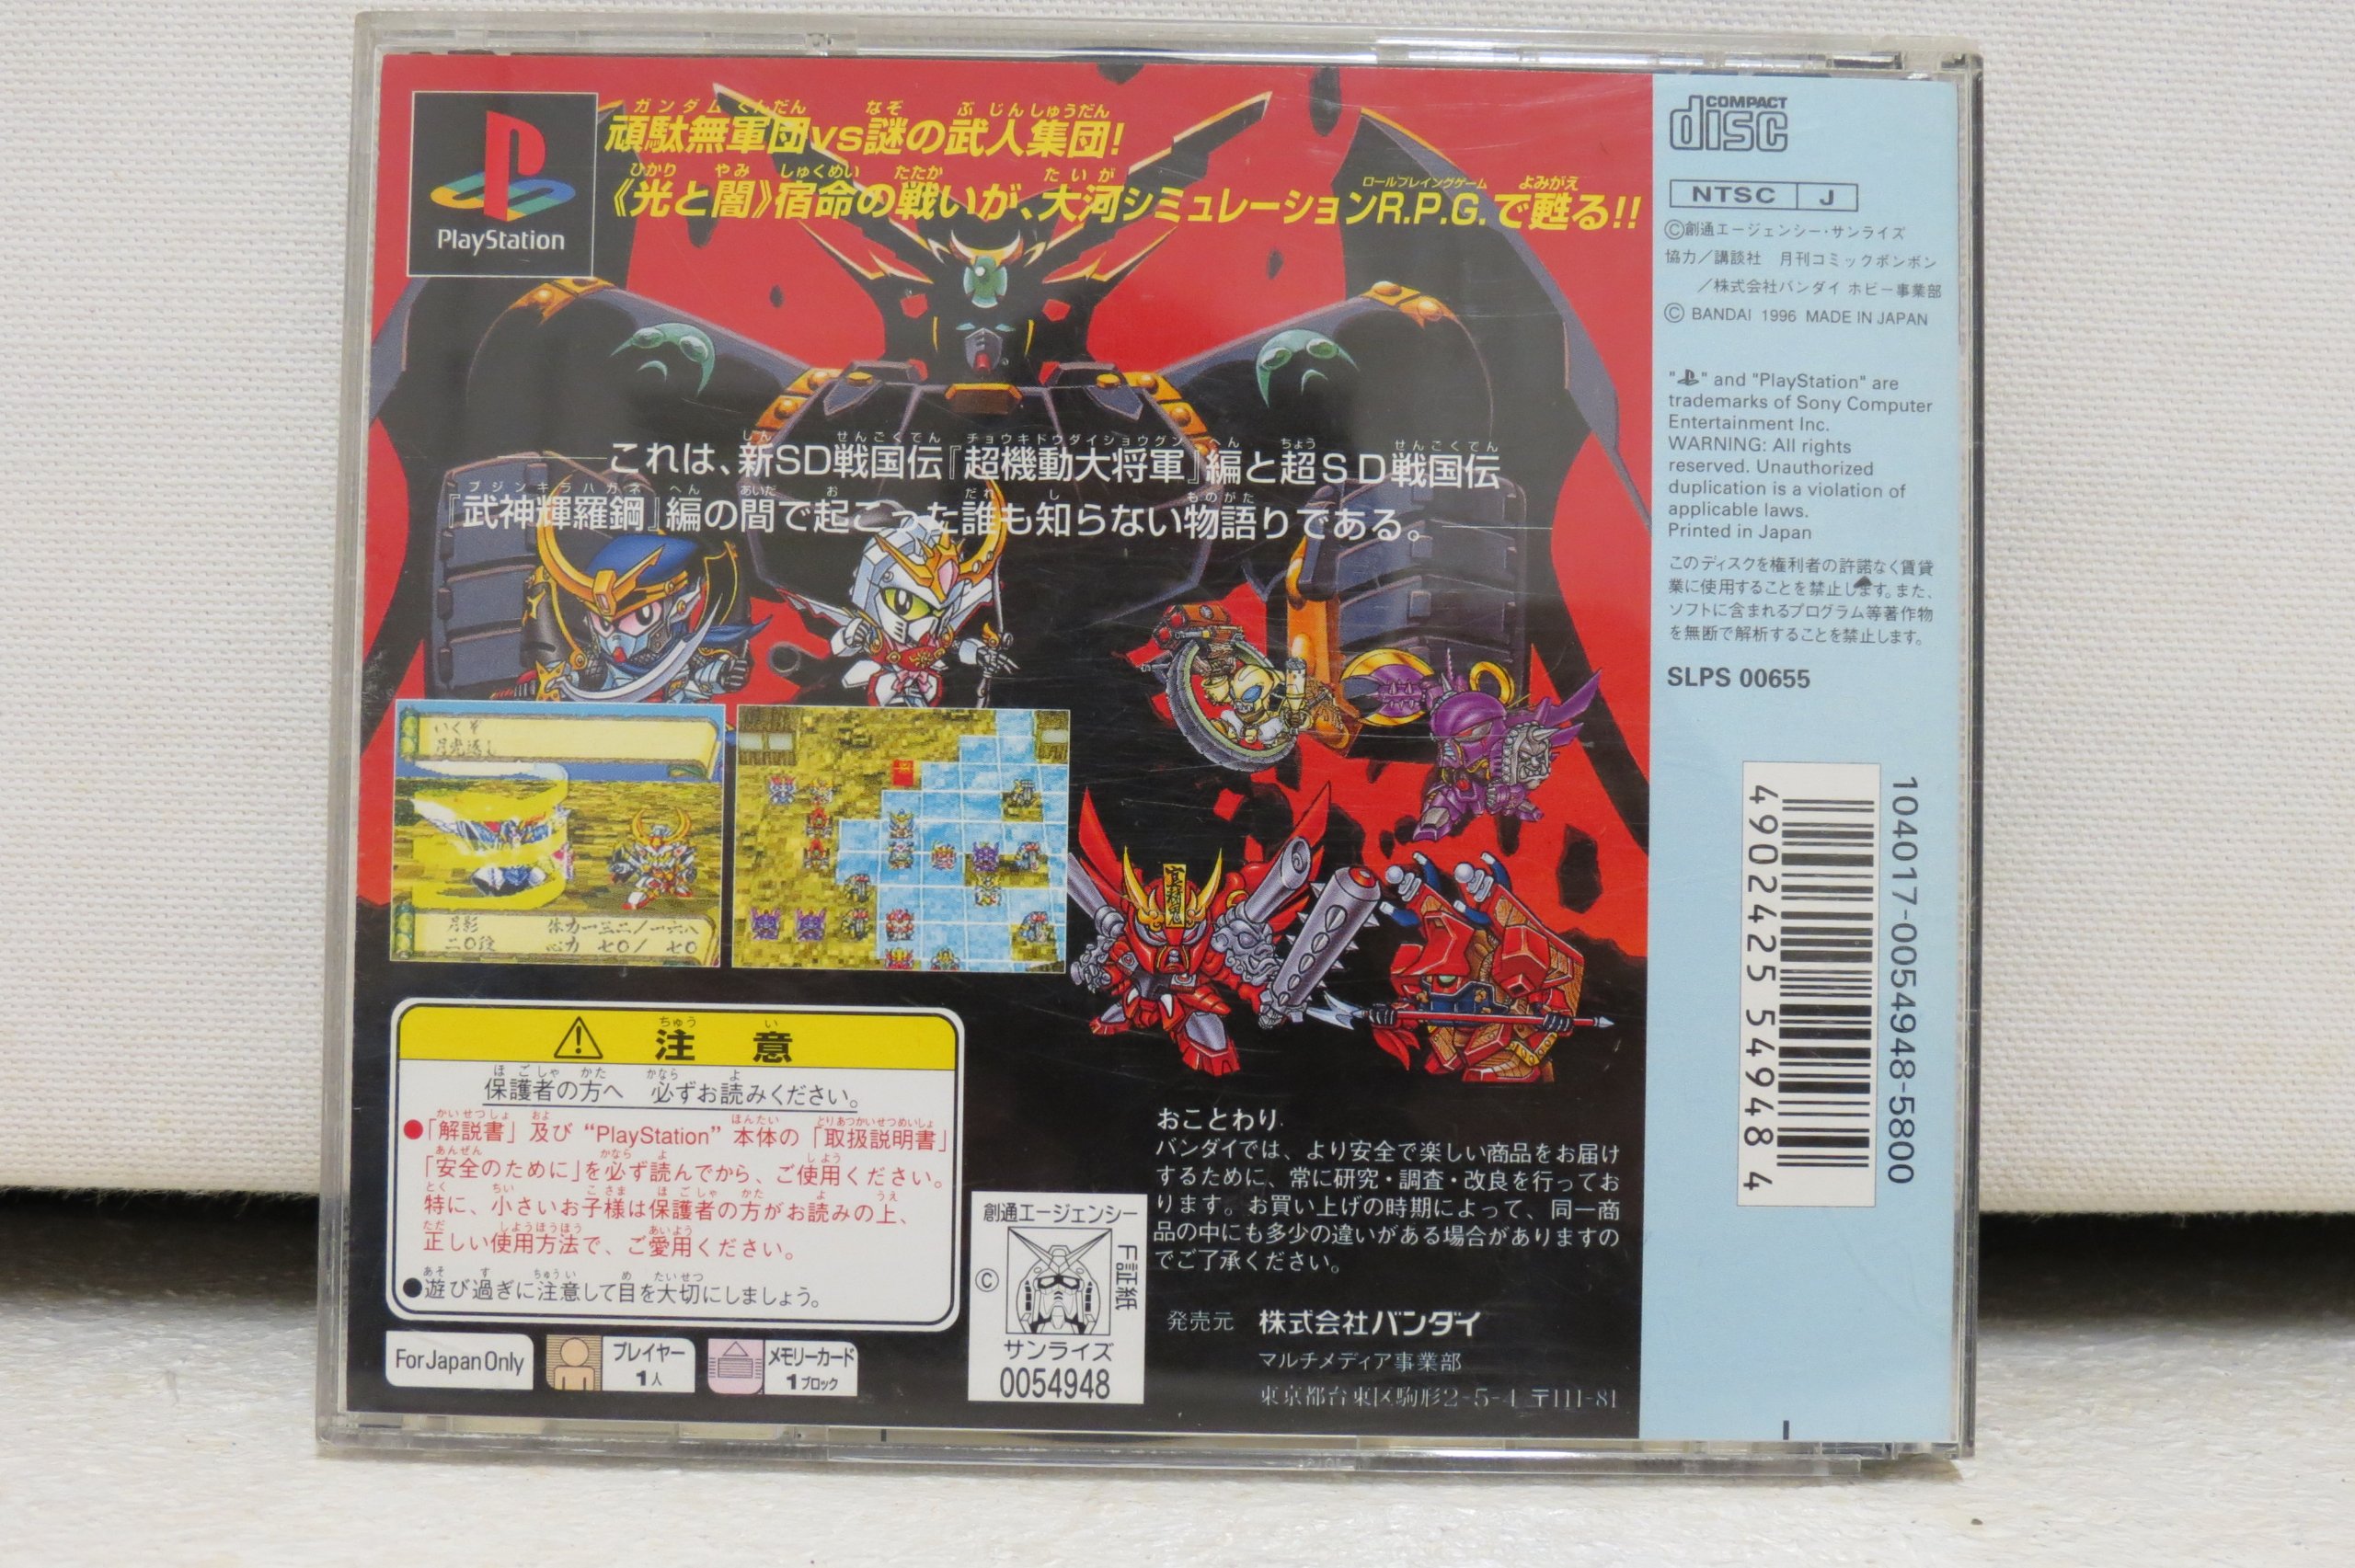 PlayStation
頑駄無軍団vs謎の武人集団!
《光と闇》宿命の戦いが、大河シミュレーションR.P.G.で甦る!!
これは、新SD戦国伝『超機動大将軍』編と超SD戦国伝
『武神輝羅鋼』編の間で起こった誰も知らない物語りである。
いくぞ
月影
二〇段
体力一三二/一六八
心力 七〇/ 七〇
注意
保護者の方へ 必ずお読みください。
●「解説書」及び“PlayStation”本体の「取扱説明書」
「安全のために」を必ず読んでから、ご使用ください。
特に、小さいお子様は保護者の方がお読みの上、
正しい使用方法で、ご愛用ください。
●遊び過ぎに注意して目を大切にしましょう。
For Japan Only
プレイヤー
1人
メモリーカード
1ブロック
創通エージェンシー
©
F証紙
サンライズ
0054948
おことわり
バンダイでは、より安全で楽しい商品をお届け
するために、常に研究・調査・改良を行ってお
ります。お買い上げの時期によって、同一商
品の中にも多少の違いがある場合がありますの
でご了承ください。
発売元 株式会社バンダイ
マルチメディア事業部
東京都台東区駒形2-5-4 〒111-81
COMPACT
disc
NTSC J
©創通エージェンシー・サンライズ
協力/講談社 月刊コミックボンボン
/株式会社バンダイ ホビー事業部
© BANDAI 1996 MADE IN JAPAN
" " and "PlayStation" are
trademarks of Sony Computer
Entertainment Inc.
WARNING: All rights
reserved. Unauthorized
duplication is a violation of
applicable laws.
Printed in Japan
このディスクを権利者の許諾なく賃貸
業に使用することを禁止します。また、
ソフトに含まれるプログラム等著作物
を無断で解析することを禁止します。
SLPS 00655
104017-0054948-5800
4902425 549484